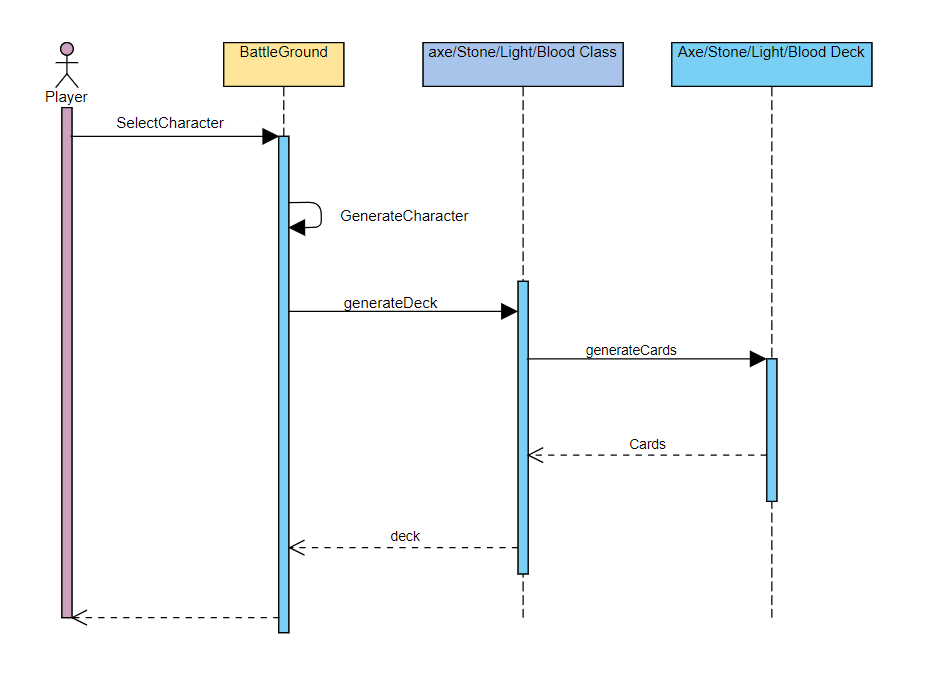 BattleGround
axe/Stone/Light/Blood Class
Axe/Stone/Light/Blood Deck
Player
SelectCharacter
GenerateCharacter
generateDeck
generateCards
Cards
deck